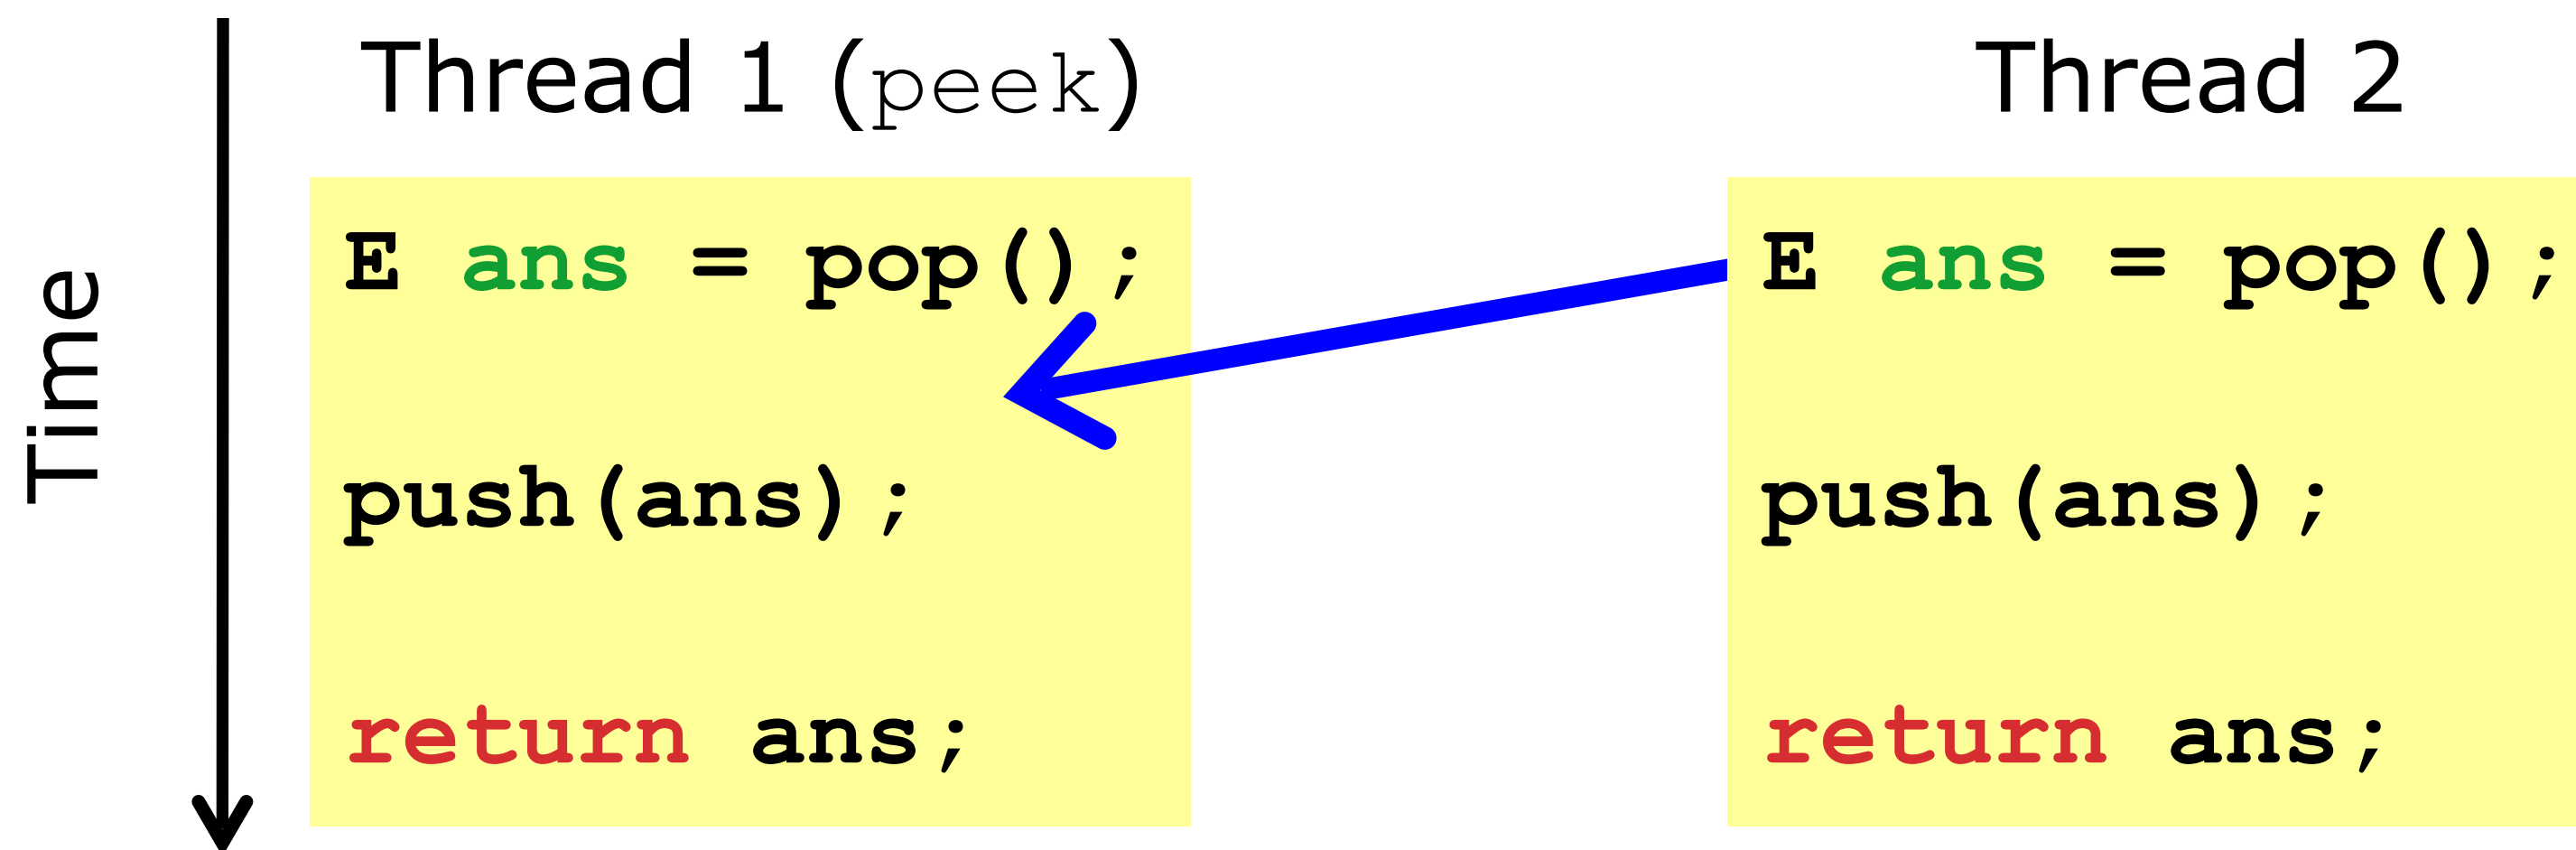 Time
Thread 1 (peek)
E ans = pop();
push(ans);
return ans;
Thread 2
E ans = pop();
push(ans);
return ans;